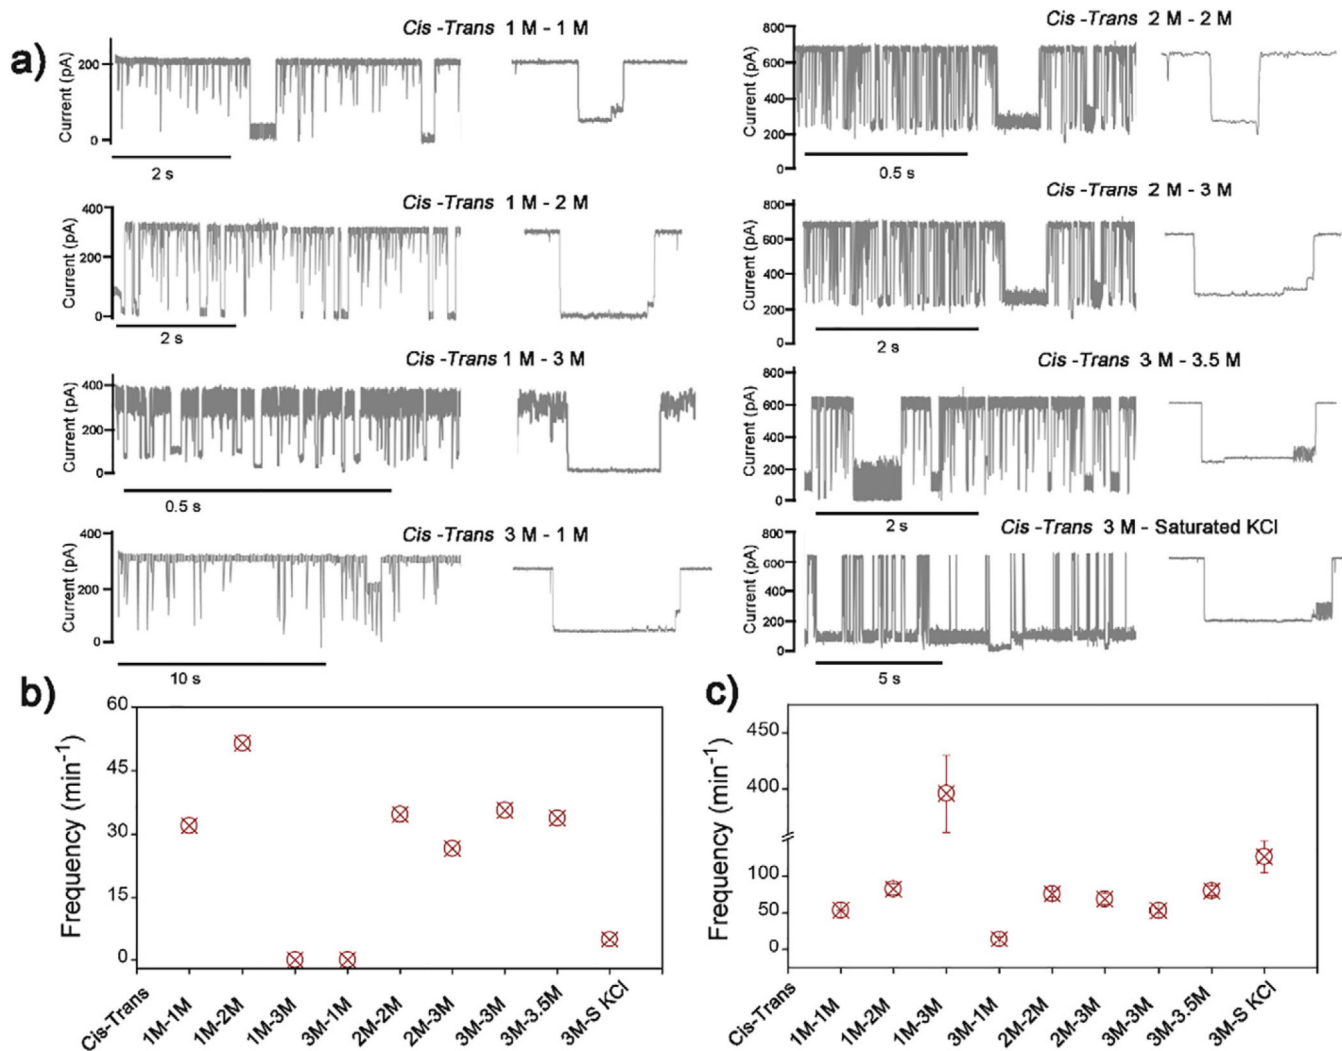 a)
Cis -Trans 1 M - 1 M
Current (pA)
200
0
2 s
Cis -Trans 2 M - 2 M
Current (pA)
800
600
400
200
0
0.5 s
Cis -Trans 1 M - 2 M
Current (pA)
400
200
0
2 s
Cis -Trans 2 M - 3 M
Current (pA)
800
600
400
200
0
2 s
Cis -Trans 1 M - 3 M
Current (pA)
400
200
0
0.5 s
Cis -Trans 3 M - 3.5 M
Current (pA)
800
600
400
200
0
2 s
Cis -Trans 3 M - 1 M
Current (pA)
400
200
0
10 s
Cis -Trans 3 M - Saturated KCl
Current (pA)
800
600
400
200
0
5 s
b)
Frequency (min⁻¹)
60
45
30
15
0
Cis-Trans
1M-1M
1M-2M
1M-3M
3M-1M
2M-2M
2M-3M
3M-3M
3M-3.5M
3M-S KCl
c)
Frequency (min⁻¹)
450
400
100
50
0
Cis-Trans
1M-1M
1M-2M
1M-3M
3M-1M
2M-2M
2M-3M
3M-3M
3M-3.5M
3M-S KCl